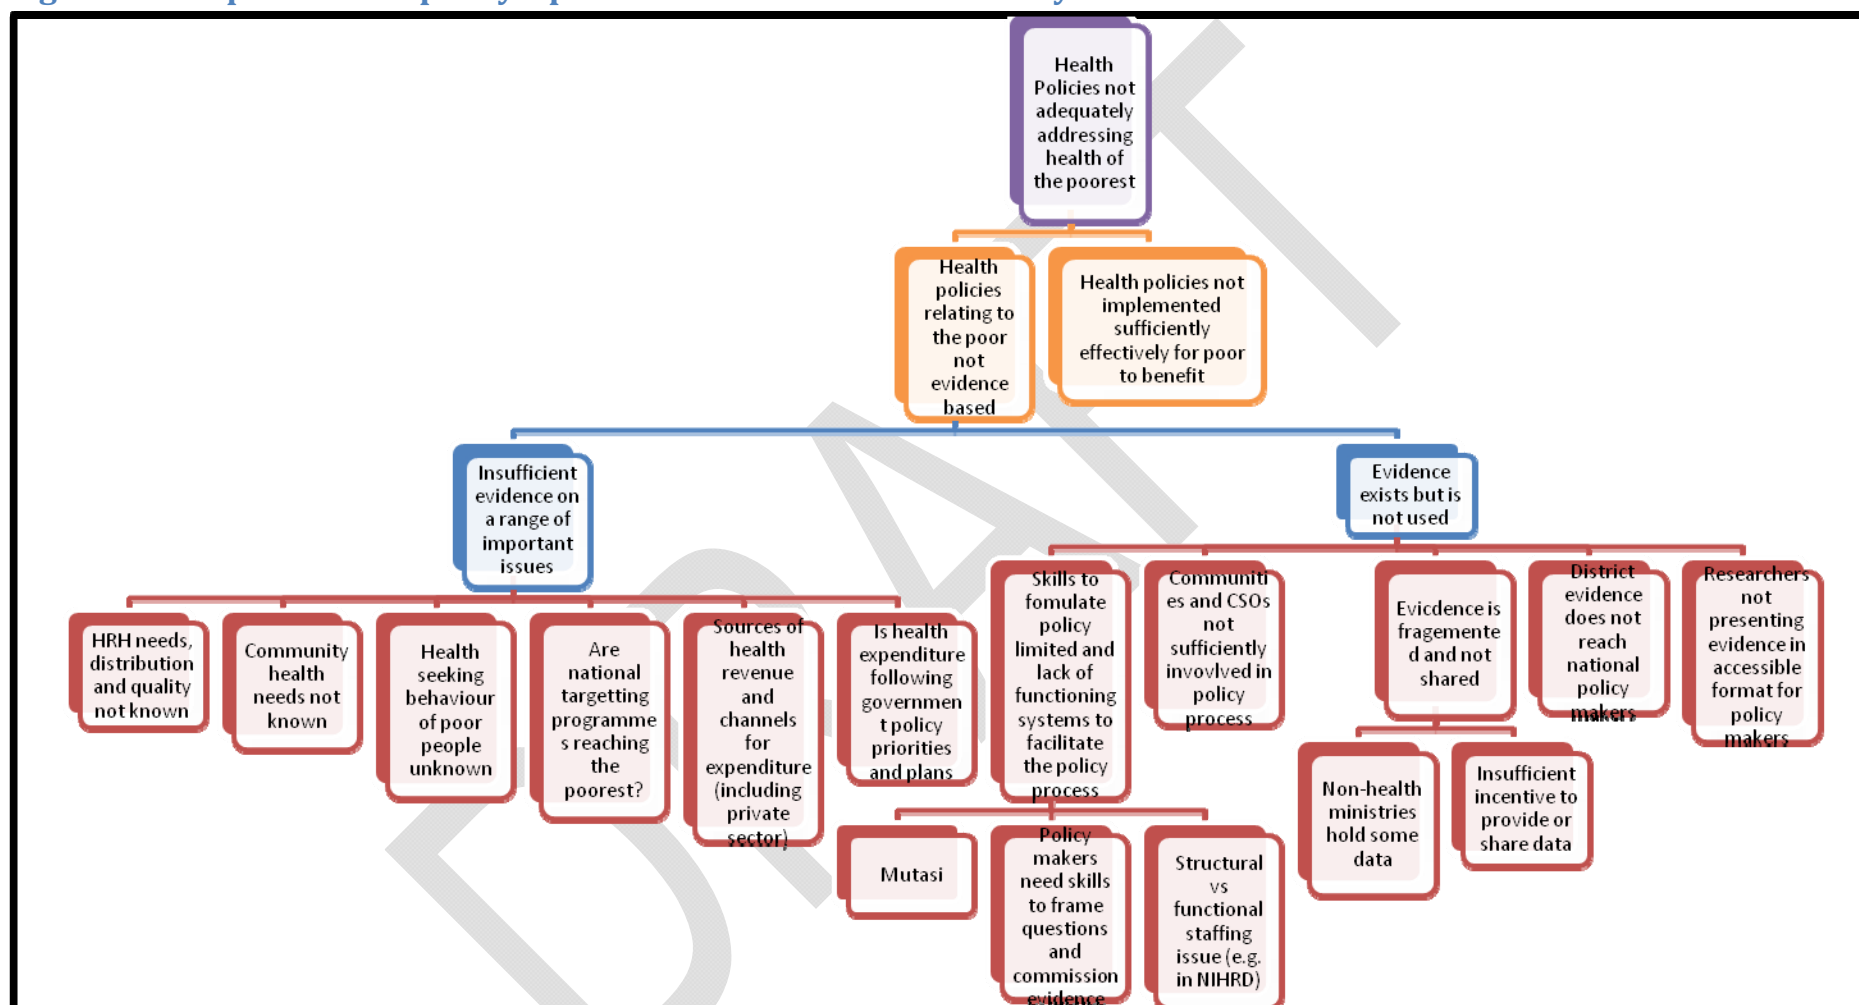 Health
Policies not
adequately
addressing
health of
the poorest
Health
policies
relating to
the poor
not
evidence
based
Health policies not
implemented
sufficiently
effectively for poor
to benefit
Insufficient
evidence on
a range of
important
issues
Evidence
exists but is
not used
HRH needs,
distribution
and quality
not known
Community
health
needs not
known
Health
seeking
behaviour
of poor
people
unknown
Are
national
targetting
programme
s reaching
the
poorest?
Sources of
health
revenue
and
channels
for
expenditure
(including
private
sector)
Is health
expenditure
following
governmen
t policy
priorities
and plans
Skills to
fomulate
policy
limited and
lack of
functioning
systems to
facilitate
the policy
process
Communiti
es and CSOs
not
sufficiently
invovlved in
policy
process
Evicdence is
fragemente
d and not
shared
District
evidence
does not
reach
national
policy
makers
Researchers
not
presenting
evidence in
accessible
format for
policy
makers
Mutasi
Policy
makers
need skills
to frame
questions
and
commission
evidence
Structural
vs
functional
staffing
issue (e.g.
in NIHRD)
Non-health
ministries
hold some
data
Insufficient
incentive to
provide or
share data
DRAFT